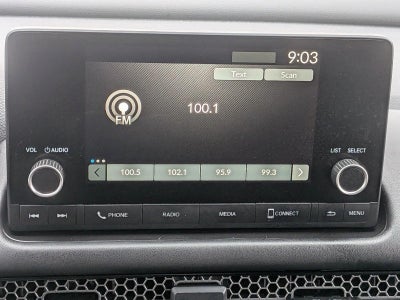 9:03
Text Scan
FM 100.1
VOL AUDIO LIST SELECT
100.5 102.1 95.9 99.3
PHONE RADIO MEDIA CONNECT MENU